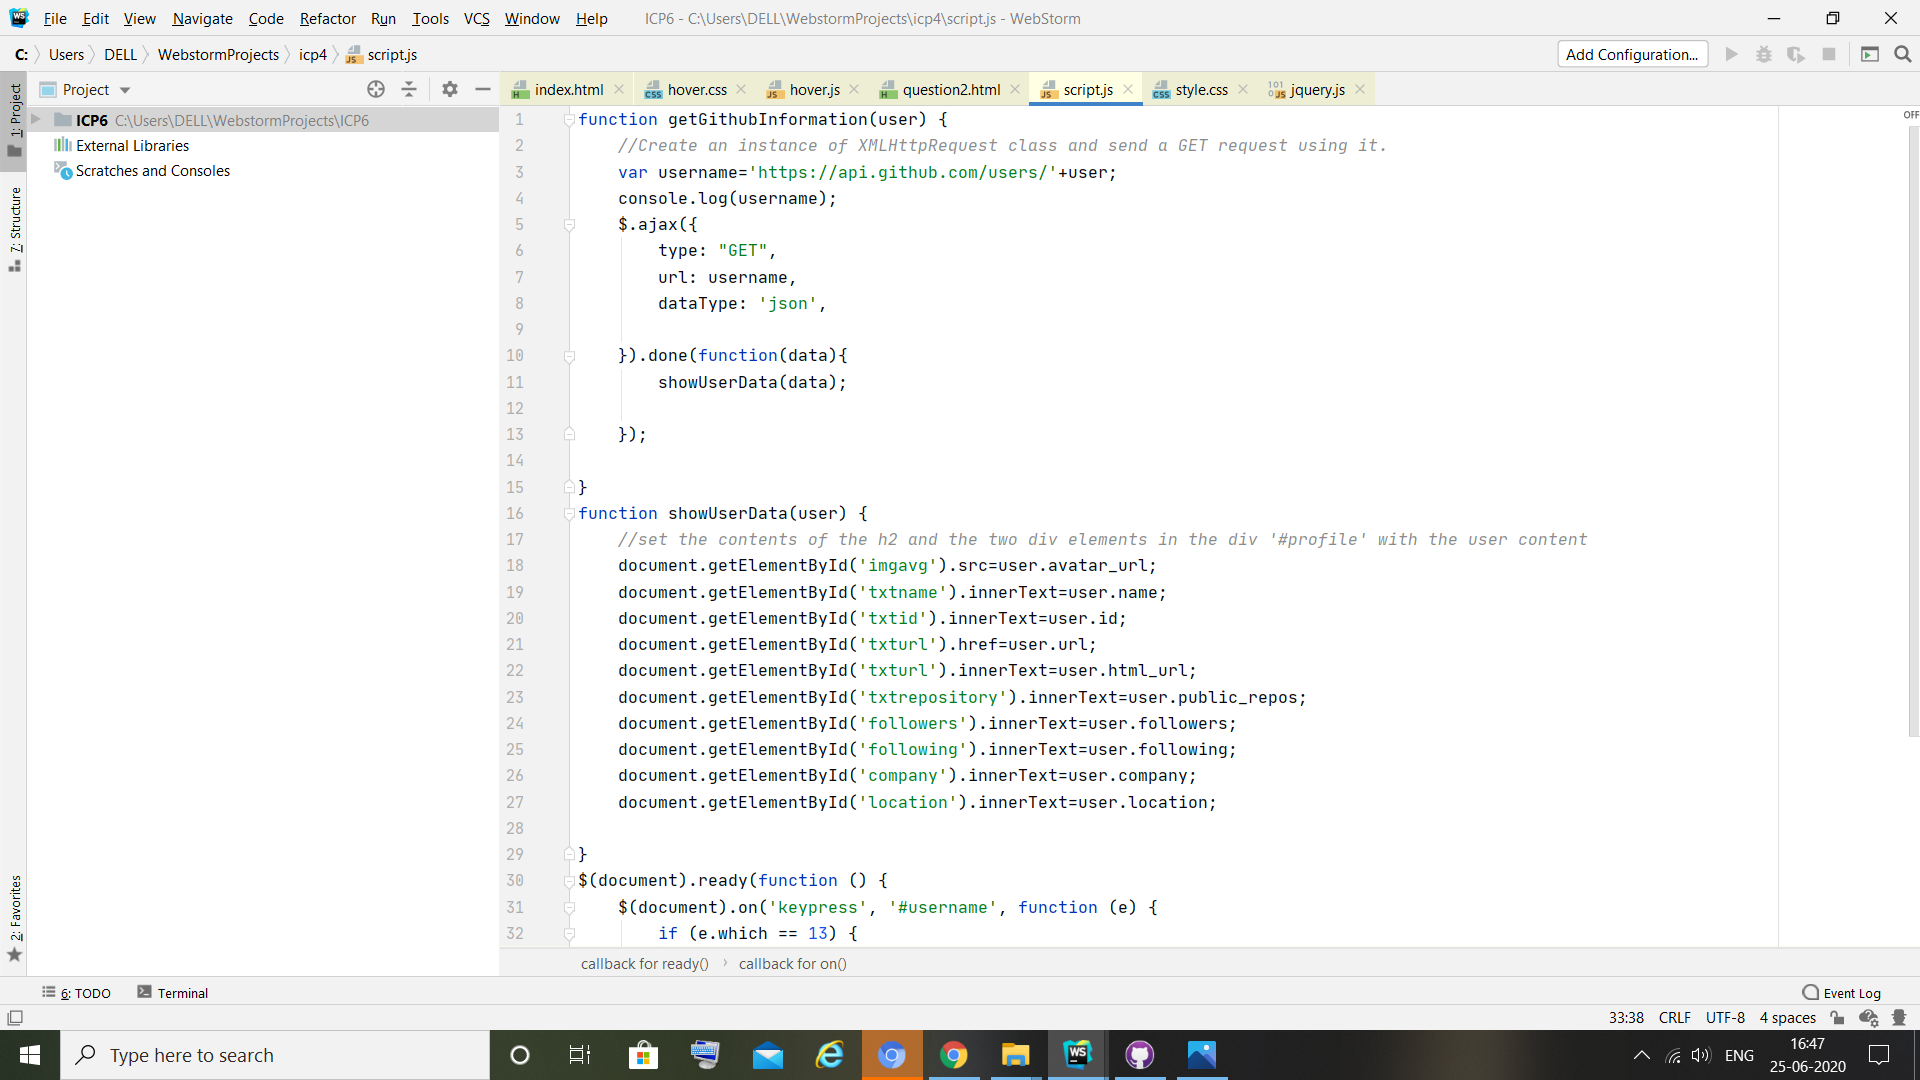 File Edit View Navigate Code Refactor Run Tools VCS Window Help ICP6 - C:\Users\DELL\WebstormProjects\icp4\script.js - WebStorm
C: Users DELL WebstormProjects icp4 script.js Add Configuration...
1: Project
7: Structure
2: Favorites
Project
ICP6 C:\Users\DELL\WebstormProjects\ICP6
External Libraries
Scratches and Consoles
index.html hover.css hover.js question2.html script.js style.css jquery.js
OFF
1 function getGithubInformation(user) {
2 //Create an instance of XMLHttpRequest class and send a GET request using it.
3 var username='https://api.github.com/users/'+user;
4 console.log(username);
5 $.ajax({
6 type: "GET",
7 url: username,
8 dataType: 'json',
9
10 }).done(function(data){
11 showUserData(data);
12
13 });
14
15 }
16 function showUserData(user) {
17 //set the contents of the h2 and the two div elements in the div '#profile' with the user content
18 document.getElementById('imgavg').src=user.avatar_url;
19 document.getElementById('txtname').innerText=user.name;
20 document.getElementById('txtid').innerText=user.id;
21 document.getElementById('txturl').href=user.url;
22 document.getElementById('txturl').innerText=user.html_url;
23 document.getElementById('txtrepository').innerText=user.public_repos;
24 document.getElementById('followers').innerText=user.followers;
25 document.getElementById('following').innerText=user.following;
26 document.getElementById('company').innerText=user.company;
27 document.getElementById('location').innerText=user.location;
28
29 }
30 $(document).ready(function () {
31 $(document).on('keypress', '#username', function (e) {
32 if (e.which == 13) {
callback for ready() › callback for on()
6: TODO Terminal Event Log
33:38 CRLF UTF-8 4 spaces
Type here to search
ENG
16:47
25-06-2020